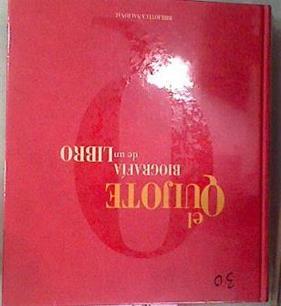 el
QUIJOTE
BIOGRAFÍA
de un LIBRO
BIBLIOTECA NACIONAL
30